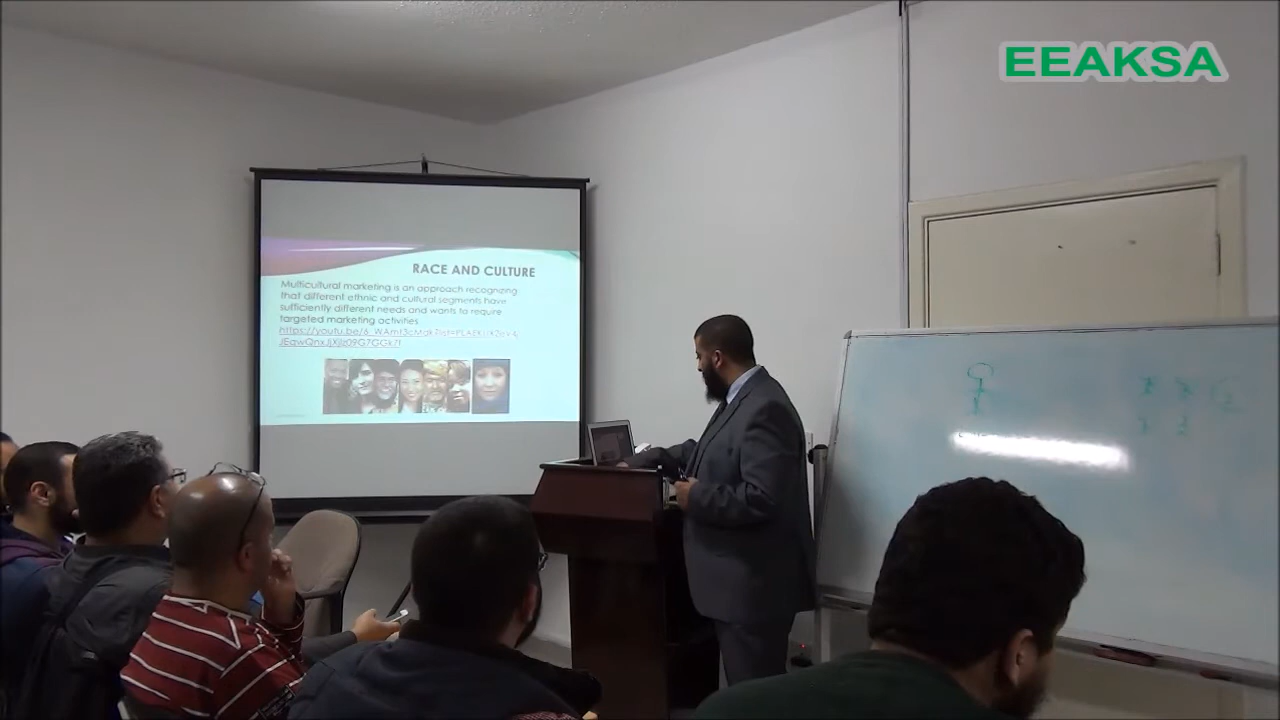 EEAKSA
RACE AND CULTURE
Multicultural marketing is an approach recognizing
that different ethnic and cultural segments have
sufficiently different needs and wants to require
targeted marketing activities